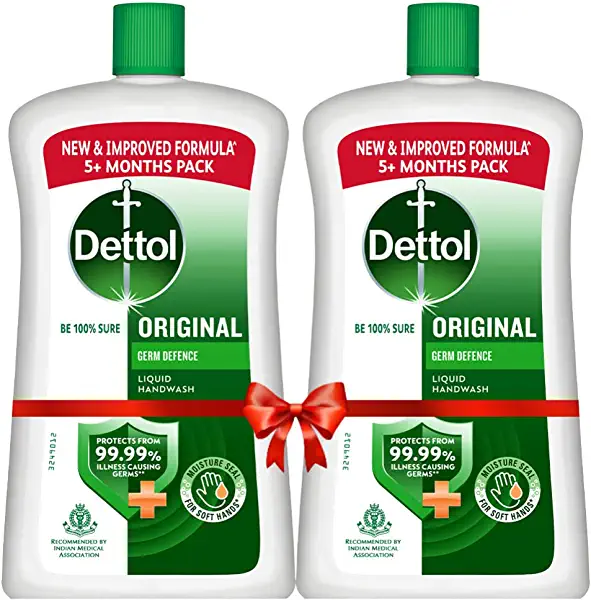 NEW & IMPROVED FORMULA^
5+ MONTHS PACK
Dettol
BE 100% SURE
ORIGINAL
GERM DEFENCE
LIQUID
HANDWASH
3249012
PROTECTS FROM
99.99%
ILLNESS CAUSING
GERMS**
MOISTURE SEAL
FOR SOFT HANDS*
RECOMMENDED BY
INDIAN MEDICAL
ASSOCIATION
NEW & IMPROVED FORMULA^
5+ MONTHS PACK
Dettol
BE 100% SURE
ORIGINAL
GERM DEFENCE
LIQUID
HANDWASH
3249012
PROTECTS FROM
99.99%
ILLNESS CAUSING
GERMS**
MOISTURE SEAL
FOR SOFT HANDS*
RECOMMENDED BY
INDIAN MEDICAL
ASSOCIATION